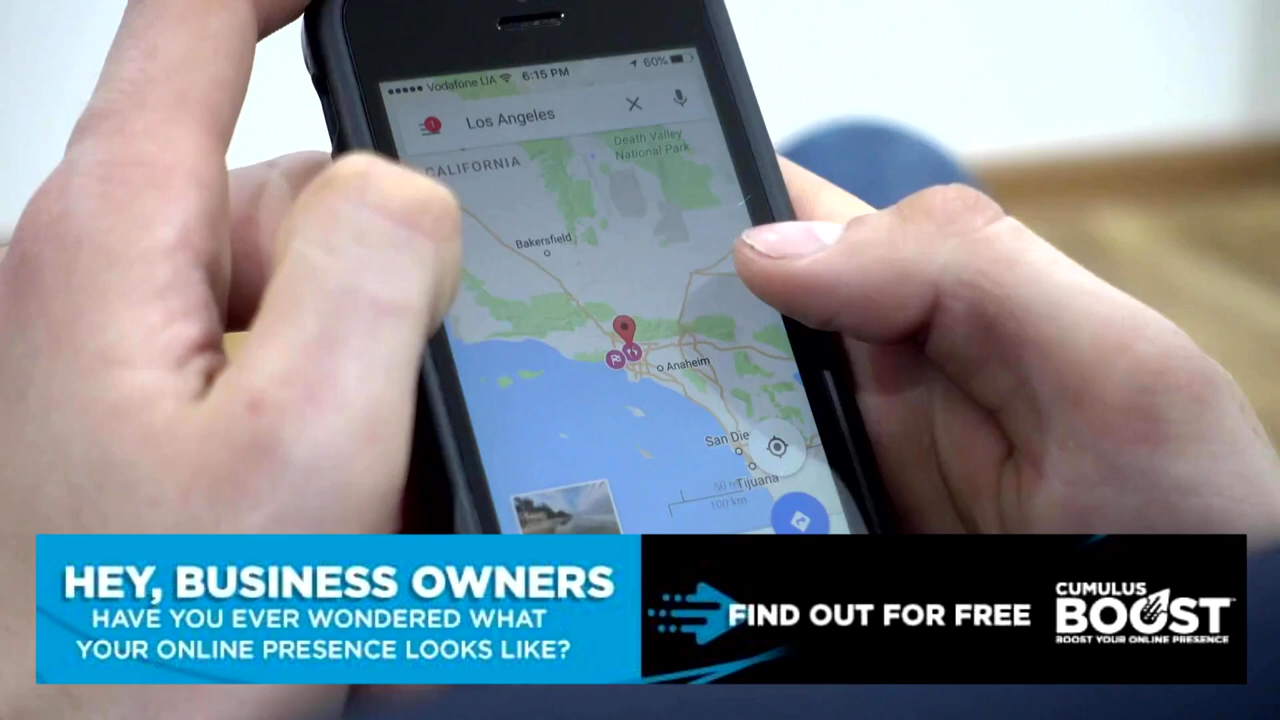 Vodafone UA 6:15 PM 60%
Los Angeles
Death Valley
National Park
CALIFORNIA
Bakersfield
Anaheim
San Die
Tijuana
100 km
HEY, BUSINESS OWNERS
HAVE YOU EVER WONDERED WHAT
YOUR ONLINE PRESENCE LOOKS LIKE?
FIND OUT FOR FREE
CUMULUS
BOOST
BOOST YOUR ONLINE PRESENCE